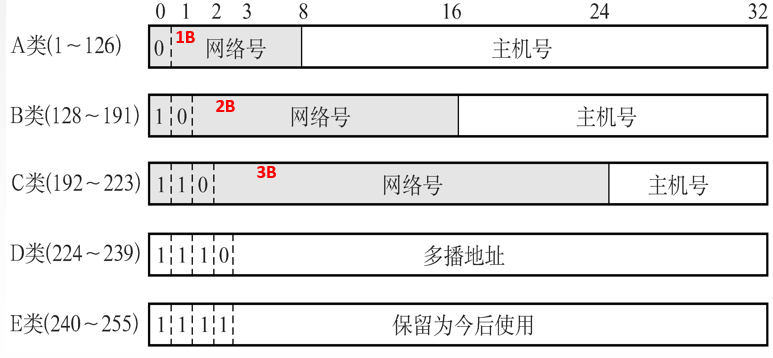 0 1 2 3 8 16 24 32
A类(1～126) 0 1B 网络号 主机号
B类(128～191) 1 0 2B 网络号 主机号
C类(192～223) 1 1 0 3B 网络号 主机号
D类(224～239) 1 1 1 0 多播地址
E类(240～255) 1 1 1 1 保留为今后使用